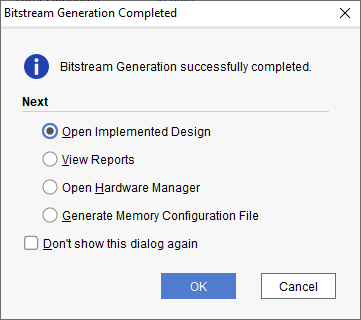 Bitstream Generation Completed
Bitstream Generation successfully completed.
Next
Open Implemented Design
View Reports
Open Hardware Manager
Generate Memory Configuration File
Don't show this dialog again
OK
Cancel